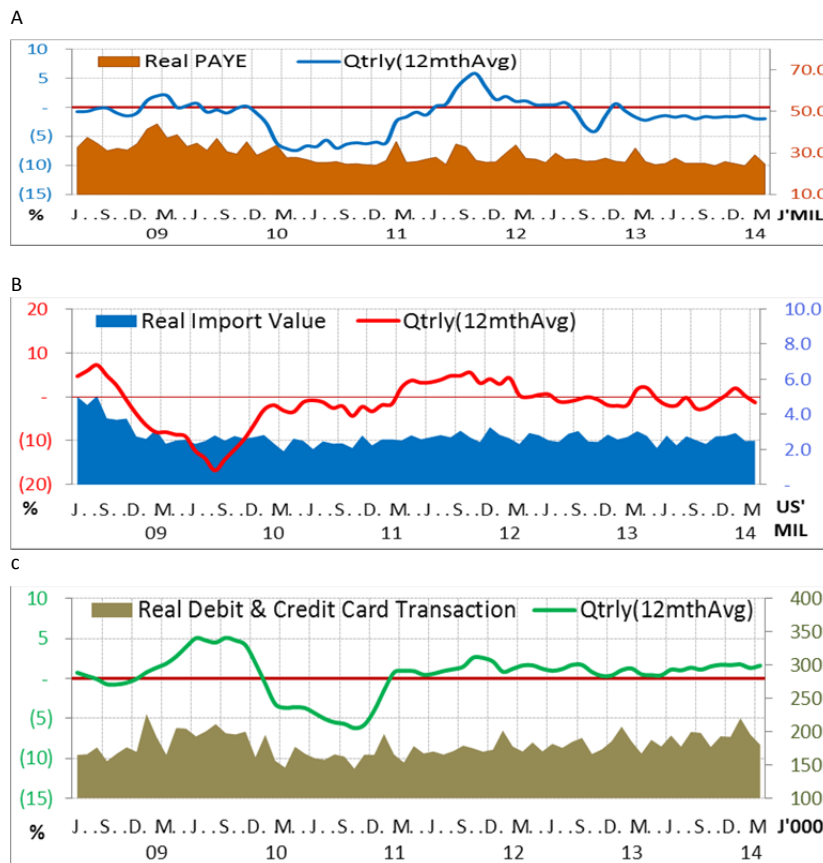 A
10
5
-
(5)
(10)
(15)
%
Real PAYE
Qtrly(12mthAvg)
70.0
50.0
30.0
10.0
J . . S . . D. . M. . J . . S . . D. . M. . J . . S . . D. . M. . J . . S . . D. . M. . J . . S . . D. . M. . J . . S . . D. . M
J'MIL
09 10 11 12 13 14
B
20
10
-
(10)
(20)
%
Real Import Value
Qtrly(12mthAvg)
10.0
8.0
6.0
4.0
2.0
-
J . . S . . D. . M. . J . . S . . D. . M. . J . . S . . D. . M. . J . . S . . D. . M. . J . . S . . D. . M. . J . . S . . D. . M
US'
MIL
09 10 11 12 13 14
C
10
5
-
(5)
(10)
(15)
%
Real Debit & Credit Card Transaction
Qtrly(12mthAvg)
400
350
300
250
200
150
100
J . . S . . D. . M. . J . . S . . D. . M. . J . . S . . D. . M. . J . . S . . D. . M. . J . . S . . D. . M. . J . . S . . D. . M
J'000
09 10 11 12 13 14